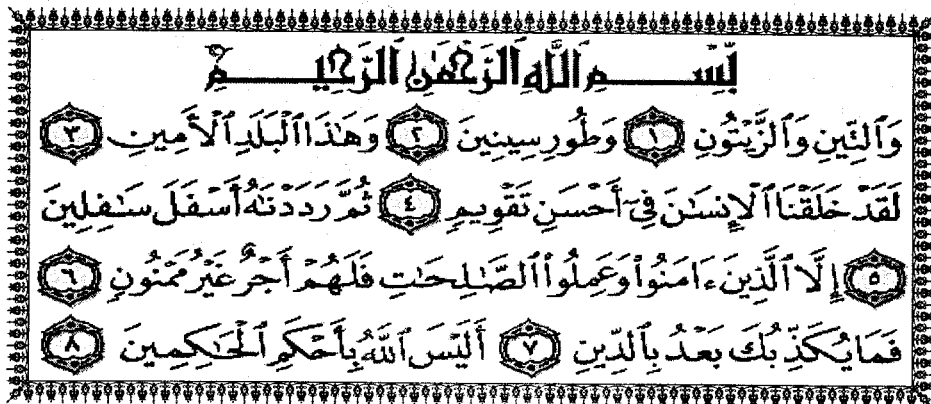 بِّسْمِ ٱللَّهِ ٱلرَّحْمَٰنِ ٱلرَّحِيمِ
وَٱلتِّينِ وَٱلزَّيْتُونِ ١ وَطُورِ سِينِينَ ٢ وَهَٰذَا ٱلْبَلَدِ ٱلْأَمِينِ ٣
لَقَدْ خَلَقْنَا ٱلْإِنسَٰنَ فِىٓ أَحْسَنِ تَقْوِيمٍ ٤ ثُمَّ رَدَدْنَٰهُ أَسْفَلَ سَٰفِلِينَ
٥ إِلَّا ٱلَّذِينَ ءَامَنُوا۟ وَعَمِلُوا۟ ٱلصَّٰلِحَٰتِ فَلَهُمْ أَجْرٌ غَيْرُ مَمْنُونٍ ٦
فَمَا يُكَذِّبُكَ بَعْدُ بِٱلدِّينِ ٧ أَلَيْسَ ٱللَّهُ بِأَحْكَمِ ٱلْحَٰكِمِينَ ٨